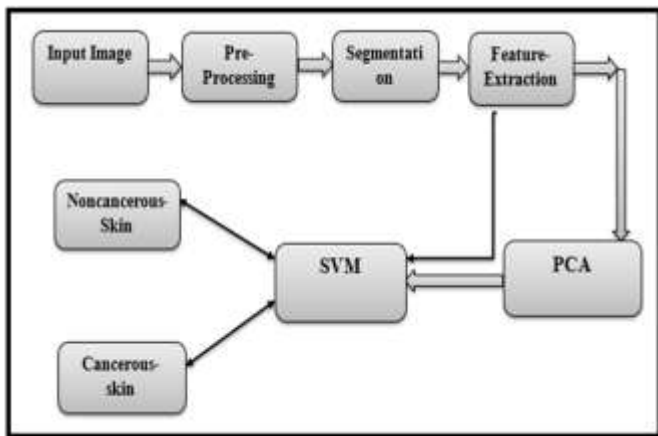 Input Image
Pre-
Processing
Segmentati
on
Feature-
Extraction
Noncancerous-
Skin
SVM
PCA
Cancerous-
skin